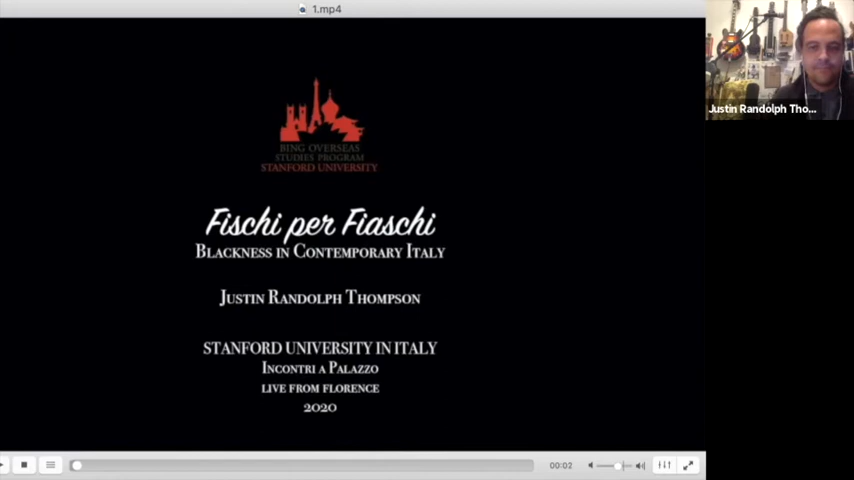 1.mp4
BING OVERSEAS
STUDIES PROGRAM
STANFORD UNIVERSITY
Fischi per Fiaschi
BLACKNESS IN CONTEMPORARY ITALY
JUSTIN RANDOLPH THOMPSON
STANFORD UNIVERSITY IN ITALY
INCONTRI A PALAZZO
LIVE FROM FLORENCE
2020
00:02
Justin Randolph Tho...